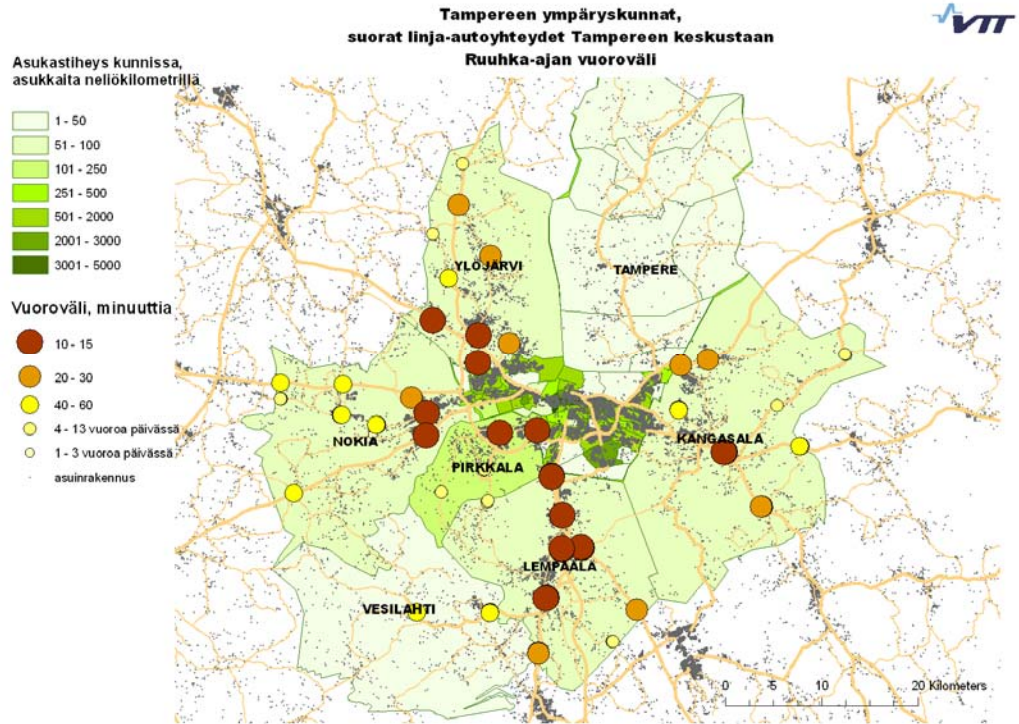 Tampereen ympäryskunnat,
suorat linja-autoyhteydet Tampereen keskustaan
Ruuhka-ajan vuoroväli
VTT
Asukastiheys kunnissa,
asukkaita neliökilometrillä
1 - 50
51 - 100
101 - 250
251 - 500
501 - 2000
2001 - 3000
3001 - 5000
Vuoroväli, minuuttia
10 - 15
20 - 30
40 - 60
4 - 13 vuoroa päivässä
1 - 3 vuoroa päivässä
asuinrakennus
YLÖJÄRVI
TAMPERE
NOKIA
KANGASALA
PIRKKALA
LEMPÄÄLÄ
VESILAHTI
0 5 10 20 Kilometers